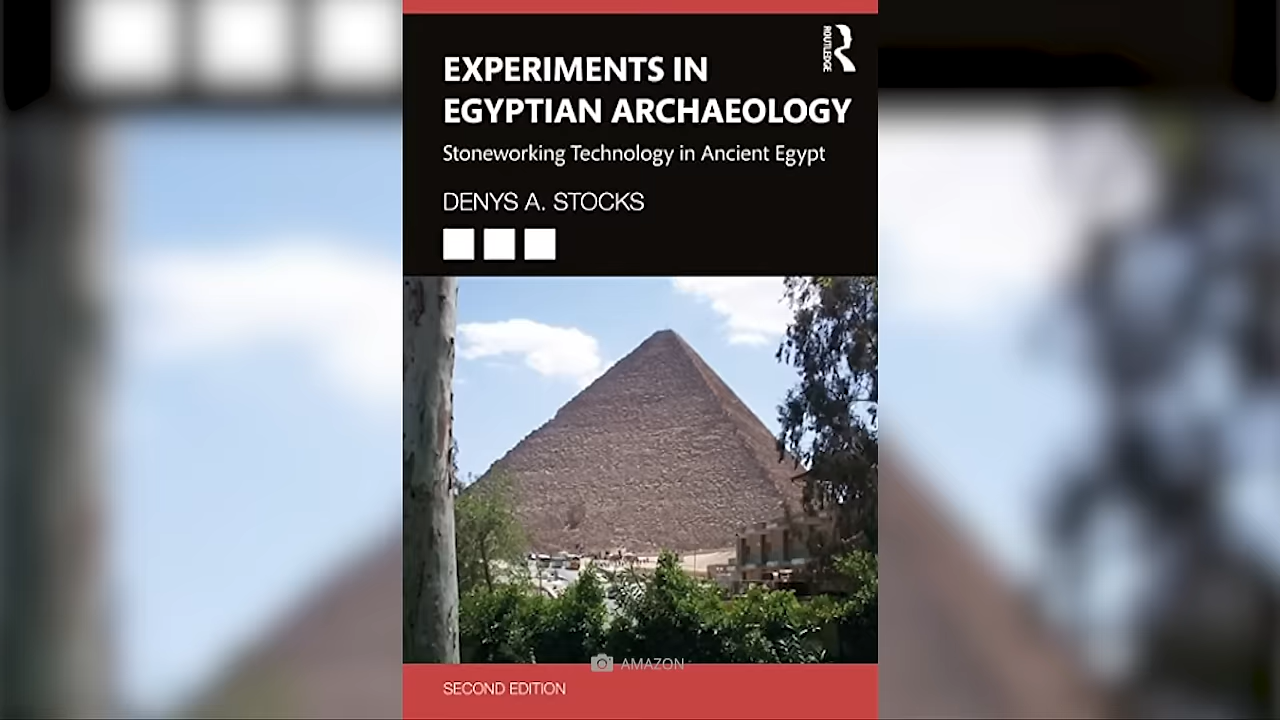 ROUTLEDGE
EXPERIMENTS IN
EGYPTIAN ARCHAEOLOGY
Stoneworking Technology in Ancient Egypt
DENYS A. STOCKS
AMAZON
SECOND EDITION